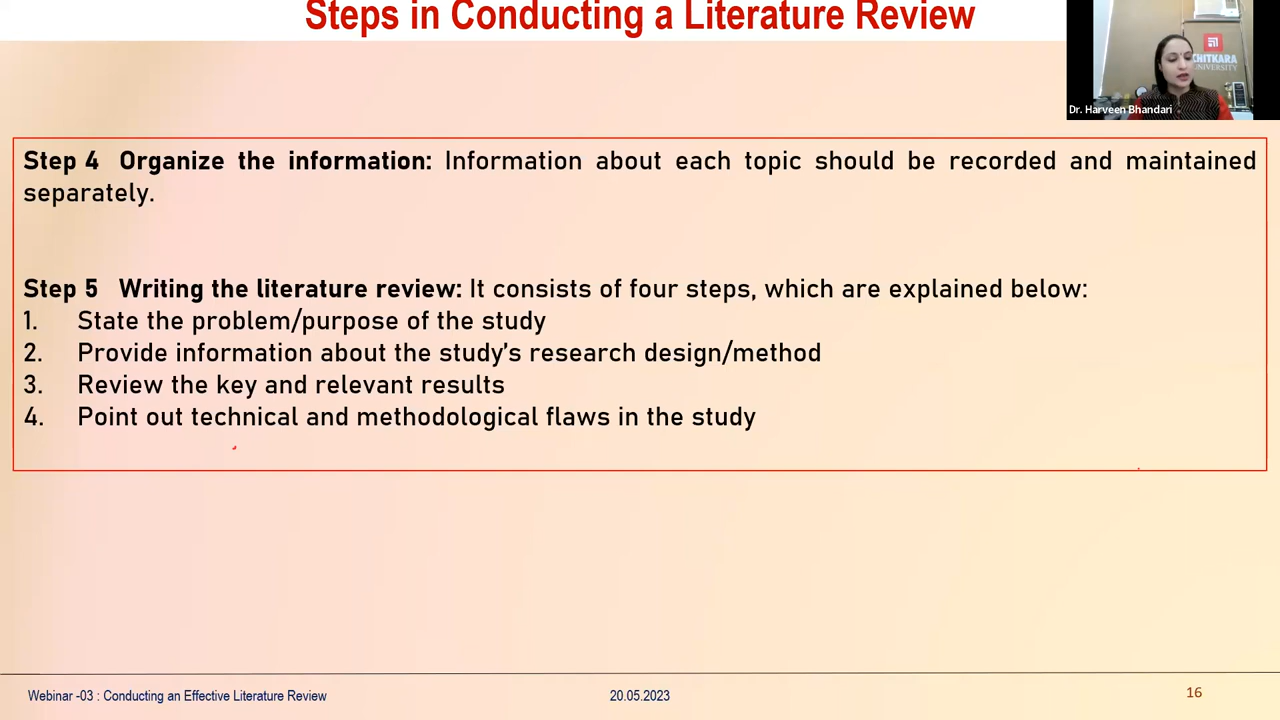 Steps in Conducting a Literature Review
CHITKARA
UNIVERSITY
Dr. Harveen Bhandari
Step 4 Organize the information: Information about each topic should be recorded and maintained
separately.
Step 5 Writing the literature review: It consists of four steps, which are explained below:
1. State the problem/purpose of the study
2. Provide information about the study's research design/method
3. Review the key and relevant results
4. Point out technical and methodological flaws in the study
Webinar -03 : Conducting an Effective Literature Review
20.05.2023
16